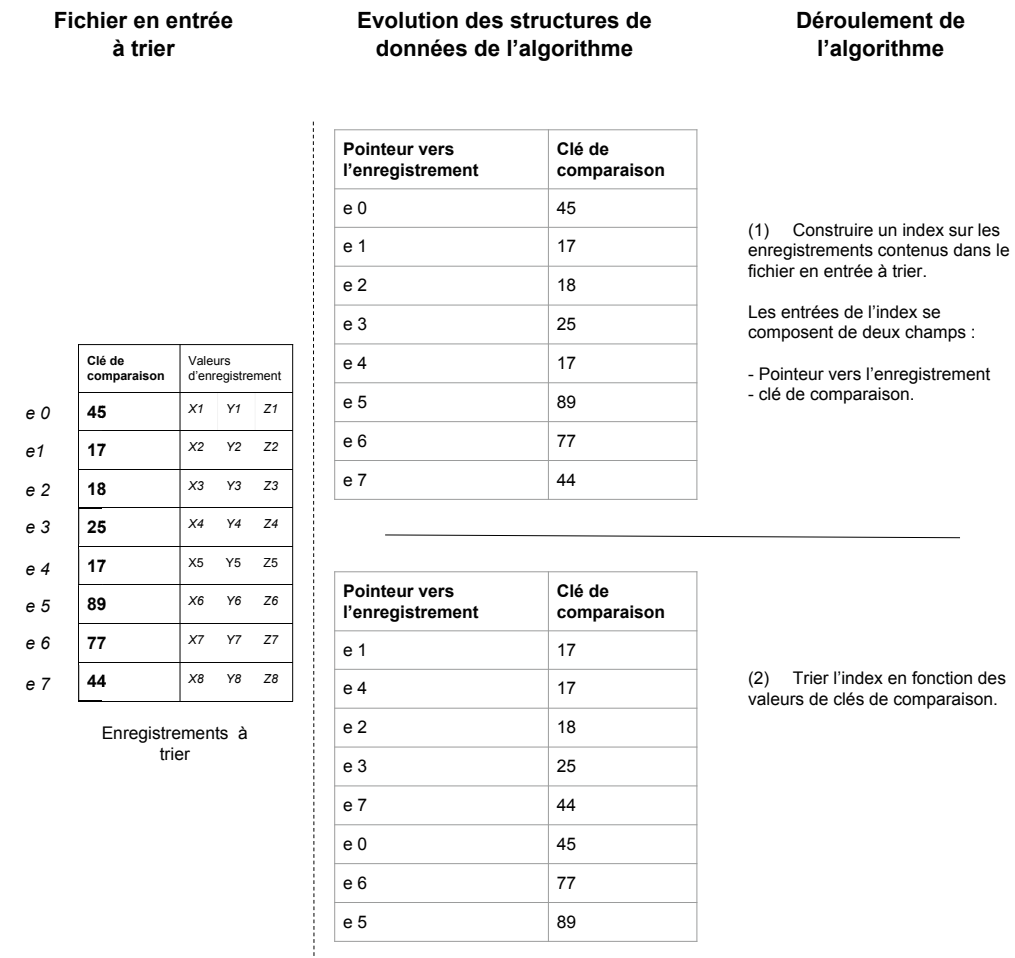 Fichier en entrée
à trier
Evolution des structures de
données de l'algorithme
Déroulement de
l'algorithme
Clé de
comparaison
Valeurs
d'enregistrement
e 0 45 X1 Y1 Z1
e1 17 X2 Y2 Z2
e 2 18 X3 Y3 Z3
e 3 25 X4 Y4 Z4
e 4 17 X5 Y5 Z5
e 5 89 X6 Y6 Z6
e 6 77 X7 Y7 Z7
e 7 44 X8 Y8 Z8
Enregistrements à
trier
Pointeur vers
l'enregistrement
Clé de
comparaison
e 0 45
e 1 17
e 2 18
e 3 25
e 4 17
e 5 89
e 6 77
e 7 44
(1) Construire un index sur les
enregistrements contenus dans le
fichier en entrée à trier.
Les entrées de l'index se
composent de deux champs :
- Pointeur vers l'enregistrement
- clé de comparaison.
Pointeur vers
l'enregistrement
Clé de
comparaison
e 1 17
e 4 17
e 2 18
e 3 25
e 7 44
e 0 45
e 6 77
e 5 89
(2) Trier l'index en fonction des
valeurs de clés de comparaison.